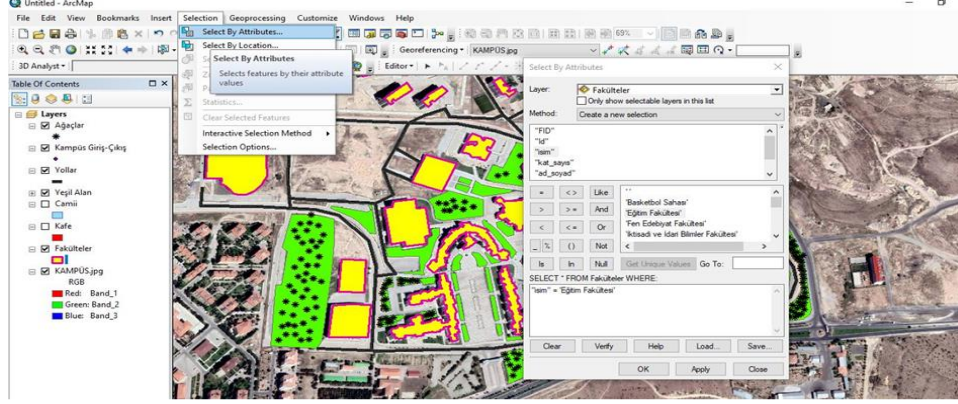 Untitled - ArcMap
File Edit View Bookmarks Insert Selection Geoprocessing Customize Windows Help
69%
Georeferencing KAMPÜS.jpg
3D Analyst
Editor
Select By Attributes...
Select By Location...
Select By Attributes
Selects features by their attribute
values
Statistics...
Clear Selected Features
Interactive Selection Method
Selection Options...
Table Of Contents
Layers
Ağaçlar
Kampüs Giriş-Çıkış
Yollar
Yeşil Alan
Camii
Kafe
Fakülteler
KAMPÜS.jpg
RGB
Red: Band_1
Green: Band_2
Blue: Band_3
Select By Attributes
Layer: Fakülteler
Only show selectable layers in this list
Method: Create a new selection
"FID"
"Id"
"isim"
"kat_sayıs"
"ad_soyad"
= < > Like
> > = And
< < = Or
_ % ( ) Not
Is In Null
' '
'Basketbol Sahası'
'Eğitim Fakültesi'
'Fen Edebiyat Fakültesi'
'İktisadi ve İdari Bilimler Fakültesi'
Get Unique Values Go To:
SELECT * FROM Fakülteler WHERE:
"isim" = 'Eğitim Fakültesi'
Clear Verify Help Load... Save...
OK Apply Close